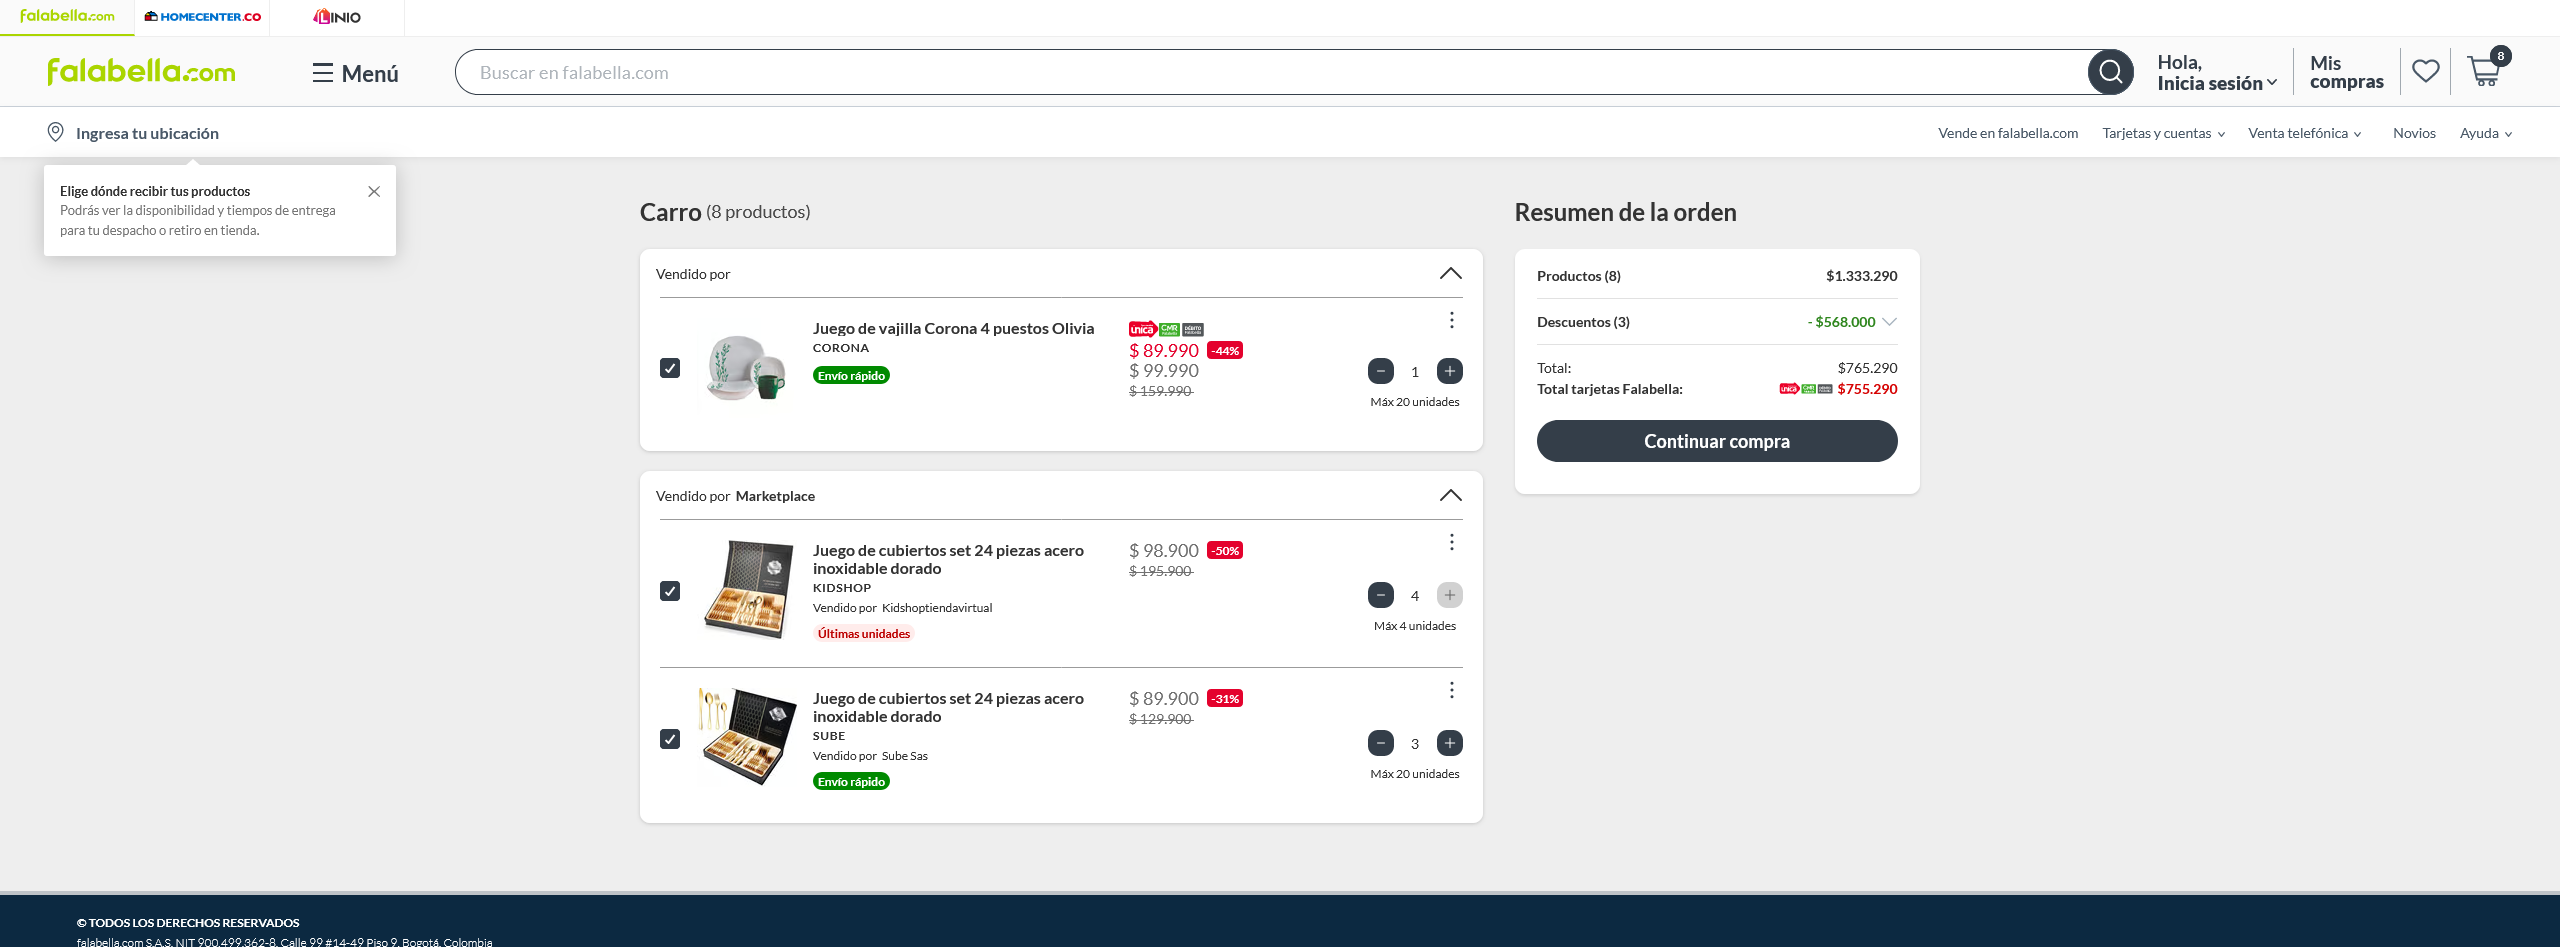 falabella.com
HOMECENTER.CO
LINIO
falabella.com
Menú
Buscar en falabella.com
Hola,
Inicia sesión
Mis
compras
8
Ingresa tu ubicación
Vende en falabella.com
Tarjetas y cuentas
Venta telefónica
Novios
Ayuda
Elige dónde recibir tus productos
Podrás ver la disponibilidad y tiempos de entrega
para tu despacho o retiro en tienda.
Carro (8 productos)
Vendido por
Juego de vajilla Corona 4 puestos Olivia
CORONA
Envío rápido
unica CMR DÉBITO
$ 89.990 -44%
$ 99.990
$ 159.990
1
Máx 20 unidades
Vendido por Marketplace
Juego de cubiertos set 24 piezas acero
inoxidable dorado
KIDSHOP
Vendido por Kidshoptiendavirtual
Últimas unidades
$ 98.900 -50%
$ 195.900
4
Máx 4 unidades
Juego de cubiertos set 24 piezas acero
inoxidable dorado
SUBE
Vendido por Sube Sas
Envío rápido
$ 89.900 -31%
$ 129.900
3
Máx 20 unidades
Resumen de la orden
Productos (8) $1.333.290
Descuentos (3) - $568.000
Total: $765.290
Total tarjetas Falabella: unica CMR $755.290
Continuar compra
© TODOS LOS DERECHOS RESERVADOS
falabella.com S.A.S. NIT 900.499.362-8. Calle 99 #14-49 Piso 9. Bogotá, Colombia